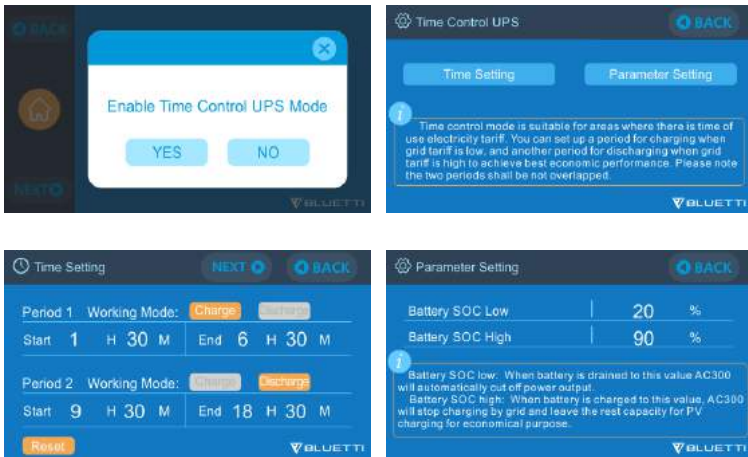 BACK
Enable Time Control UPS Mode
YES NO
NEXT
BLUETTI
Time Control UPS BACK
Time Setting Parameter Setting
Time control mode is suitable for areas where there is time of
use electricity tariff. You can set up a period for charging when
grid tariff is low, and another period for discharging when grid
tariff is high to achieve best economic performance. Please note
the two periods shall be not overlapped.
BLUETTI
Time Setting NEXT BACK
Period 1 Working Mode: Charge Discharge
Start 1 H 30 M End 6 H 30 M
Period 2 Working Mode: Charge Discharge
Start 9 H 30 M End 18 H 30 M
Reset
BLUETTI
Parameter Setting BACK
Battery SOC Low 20 %
Battery SOC High 90 %
Battery SOC low: When battery is drained to this value AC300
will automatically cut off power output.
Battery SOC high: When battery is charged to this value, AC300
will stop charging by grid and leave the rest capacity for PV
charging for economical purpose.
BLUETTI